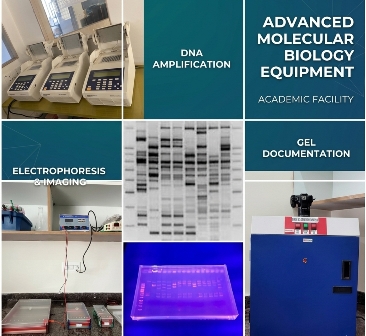 DNA
AMPLIFICATION
ADVANCED
MOLECULAR
BIOLOGY
EQUIPMENT
ACADEMIC FACILITY
ELECTROPHORESIS
& IMAGING
GEL
DOCUMENTATION